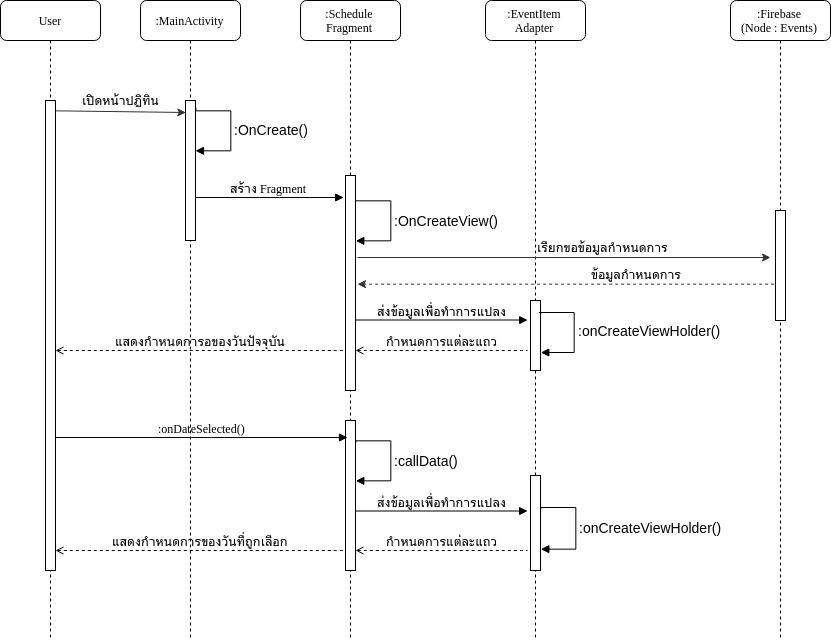 User
:MainActivity
:Schedule
Fragment
:EventItem
Adapter
:Firebase
(Node : Events)
เปิดหน้าปฏิทิน
:OnCreate()
สร้าง Fragment
:OnCreateView()
เรียกขอข้อมูลกำหนดการ
ข้อมูลกำหนดการ
ส่งข้อมูลเพื่อทำการแปลง
:onCreateViewHolder()
แสดงกำหนดการอของวันปัจจุบัน
กำหนดการแต่ละแถว
:onDateSelected()
:callData()
ส่งข้อมูลเพื่อทำการแปลง
:onCreateViewHolder()
แสดงกำหนดการของวันที่ถูกเลือก
กำหนดการแต่ละแถว